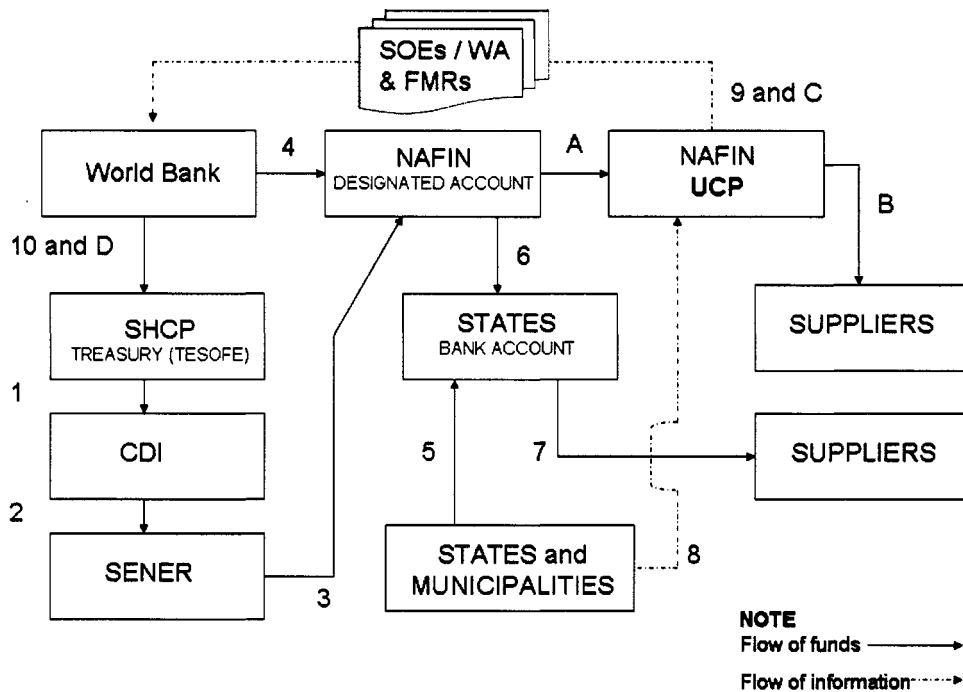 SOEs / WA
& FMRs
9 and C
World Bank
4
NAFIN
DESIGNATED ACCOUNT
A
NAFIN
UCP
B
10 and D
6
SHCP
TREASURY (TESOFE)
STATES
BANK ACCOUNT
SUPPLIERS
1
CDI
5
7
SUPPLIERS
2
SENER
3
STATES and
MUNICIPALITIES
8
NOTE
Flow of funds
Flow of information